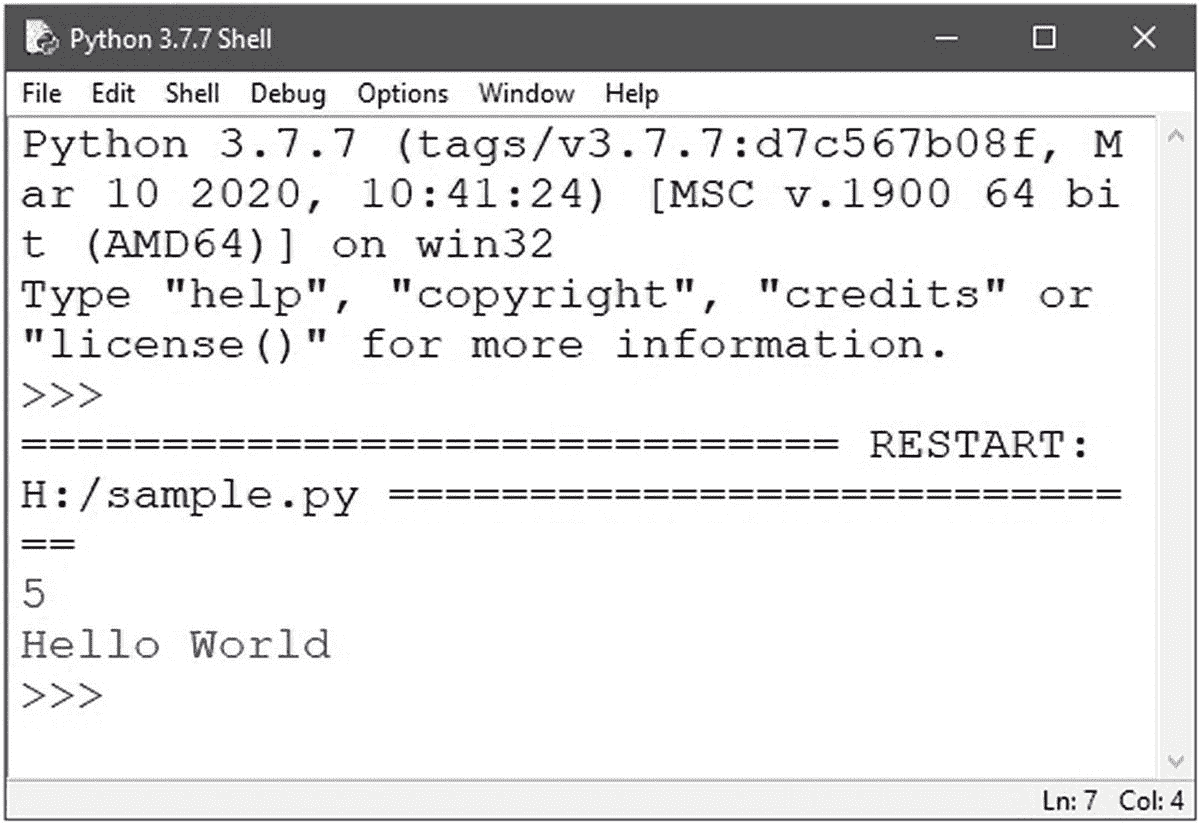 Python 3.7.7 Shell
File Edit Shell Debug Options Window Help
Python 3.7.7 (tags/v3.7.7:d7c567b08f, M
ar 10 2020, 10:41:24) [MSC v.1900 64 bi
t (AMD64)] on win32
Type "help", "copyright", "credits" or
"license()" for more information.
>>>
============================= RESTART:
H:/sample.py ==========================
==
5
Hello World
>>>
Ln: 7 Col: 4